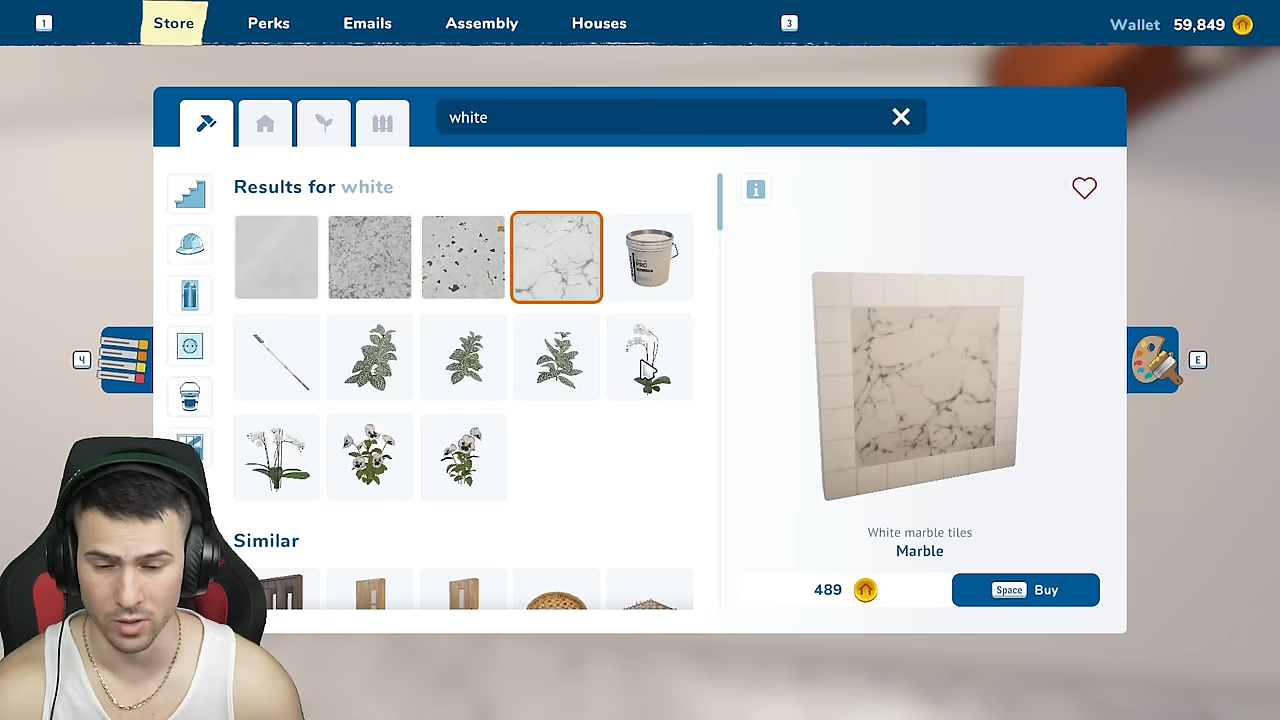 1
Store
Perks
Emails
Assembly
Houses
3
Wallet 59,849
white
Results for white
4
E
PRO
Similar
White marble tiles
Marble
489
Space Buy